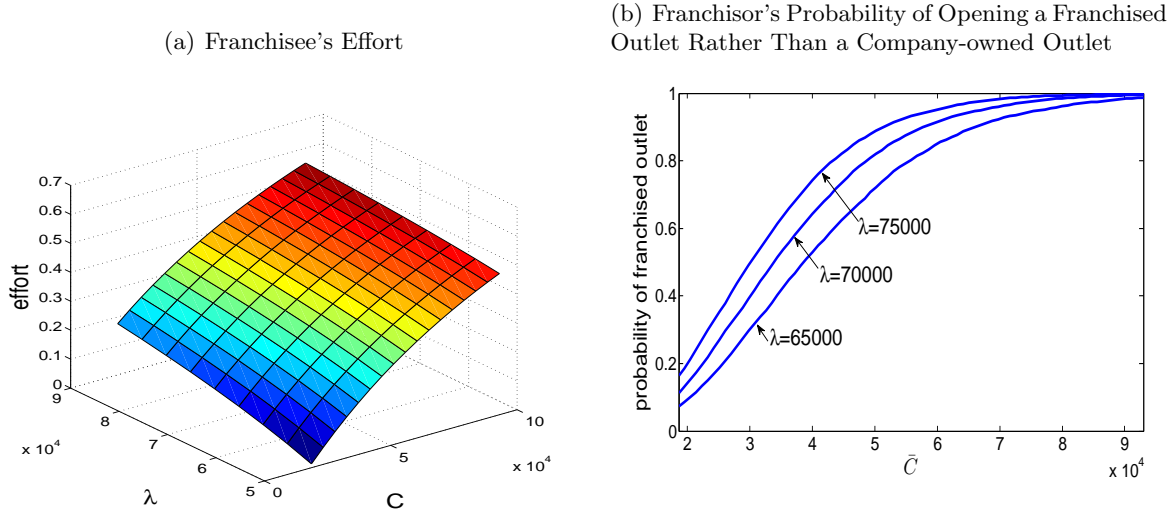 (a) Franchisee's Effort
0.7
0.6
0.5
0.4
0.3
0.2
0.1
0
effort
9
8
7
6
5
x 10^4
λ
0
5
10
x 10^4
C
(b) Franchisor's Probability of Opening a Franchised
Outlet Rather Than a Company-owned Outlet
1
0.8
0.6
0.4
0.2
0
probability of franchised outlet
λ=75000
λ=70000
λ=65000
2
3
4
5
6
7
8
9
x 10^4
C̄